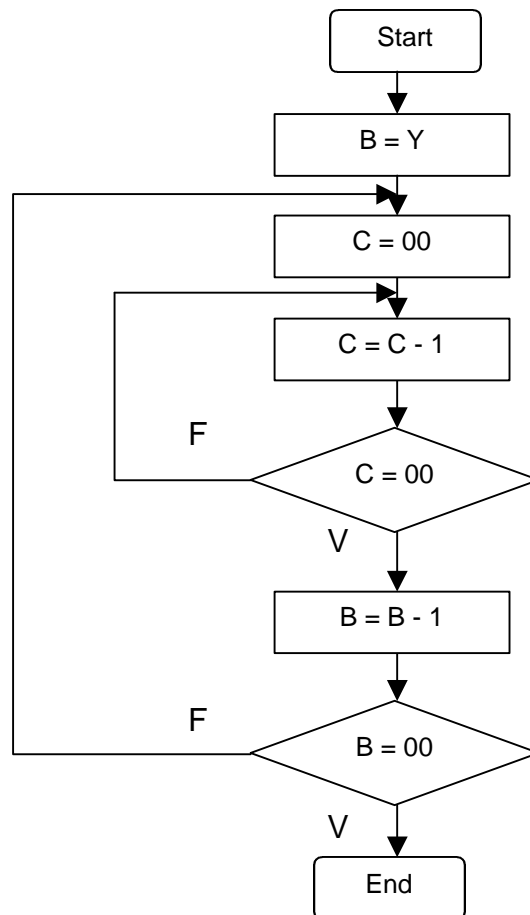 Start
B = Y
C = 00
C = C - 1
F
C = 00
V
B = B - 1
F
B = 00
V
End